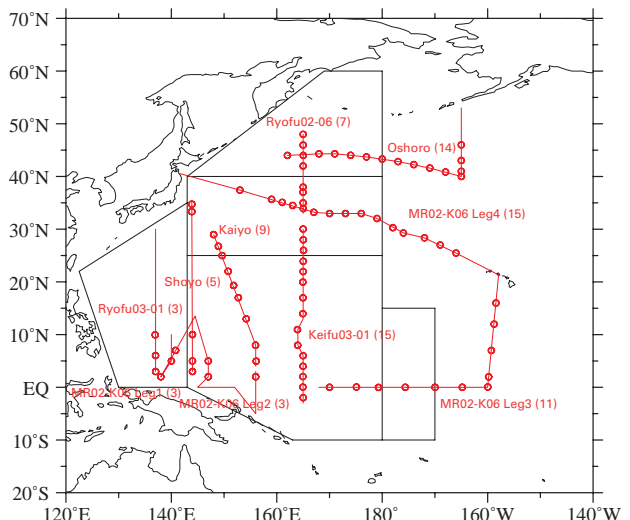 70°N
60°N
Ryofu02-06 (7)
50°N
Oshoro (14)
40°N
MR02-K06 Leg4 (15)
30°N
Kaiyo (9)
Shoyo (5)
20°N
Ryofu03-01 (3)
10°N
Keifu03-01 (15)
EQ
MR02-K06 Leg1 (3)
MR02-K06 Leg2 (3)
MR02-K06 Leg3 (11)
10°S
20°S
120°E 140°E 160°E 180° 160°W 140°W